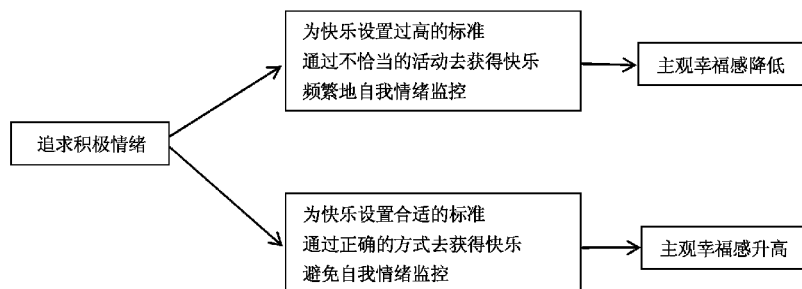 追求积极情绪
为快乐设置过高的标准
通过不恰当的活动去获得快乐
频繁地自我情绪监控
主观幸福感降低
为快乐设置合适的标准
通过正确的方式去获得快乐
避免自我情绪监控
主观幸福感升高